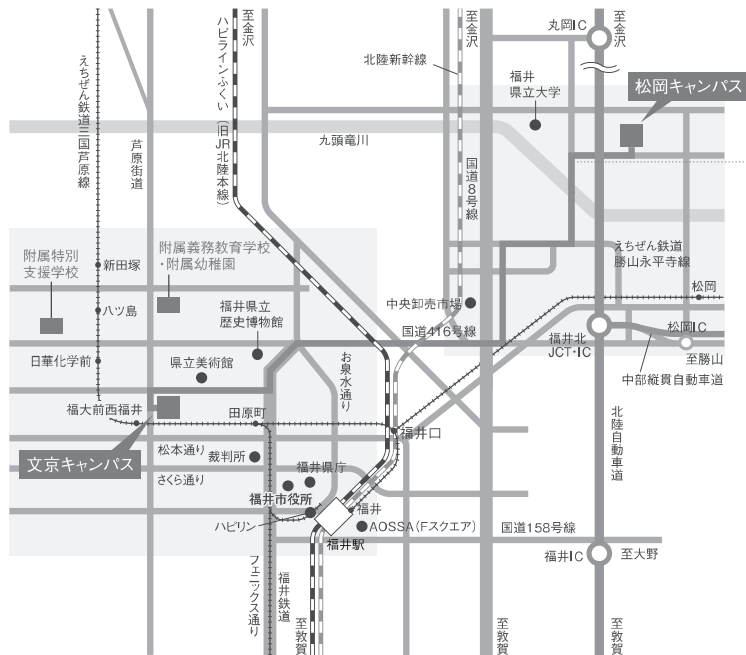 至金沢
ハピラインふくい(旧JR北陸本線)
えちぜん鉄道三国芦原線
芦原街道
北陸新幹線
至金沢
福井
県立大学
丸岡IC
至金沢
松岡キャンパス
九頭竜川
国道8号線
附属特別
支援学校
新田塚
附属義務教育学校
・附属幼稚園
えちぜん鉄道
勝山永平寺線
松岡
八ツ島
福井県立
歴史博物館
中央卸売市場
国道416号線
福井北
JCT・IC
松岡IC
至勝山
中部縦貫自動車道
日華化学前
県立美術館
お泉水通り
福大前西福井
田原町
福井口
北陸自動車道
文京キャンパス
松本通り
裁判所
さくら通り
福井県庁
福井市役所
ハピリン
福井
AOSSA(Fスクエア)
国道158号線
福井駅
福井IC
至大野
フェニックス通り
福井鉄道
至敦賀
至敦賀
至敦賀